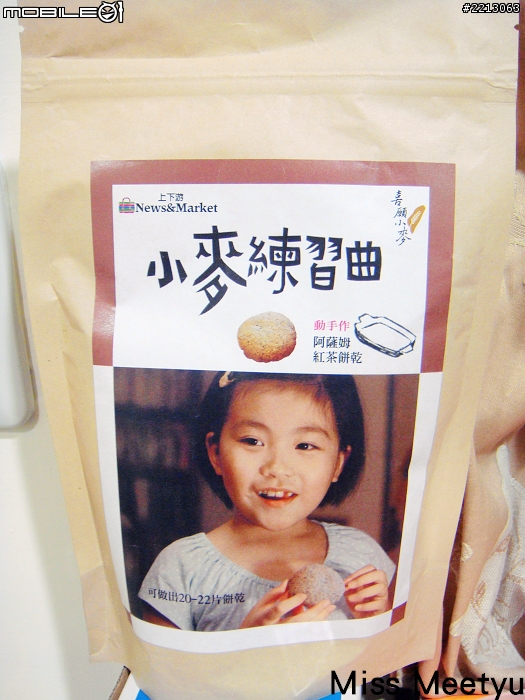 mobile01
#2213063
上下游
News&Market
喜願小麥
小麥練習曲
動手作
阿薩姆
紅茶餅乾
可做出20-22片餅乾
Miss Meetyu